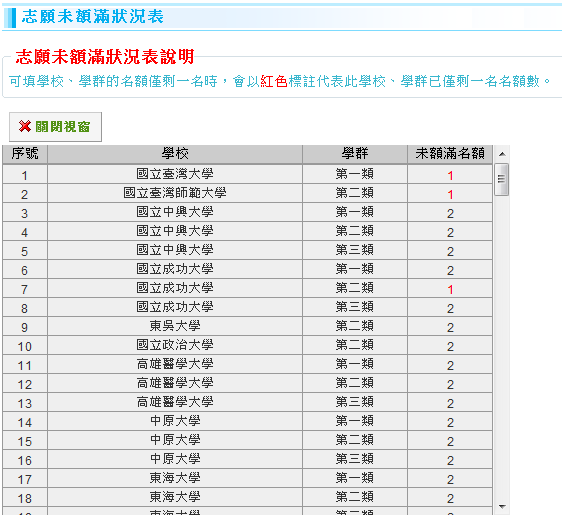 志願未額滿狀況表
志願未額滿狀況表說明
可填學校、學群的名額僅剩一名時，會以紅色標註代表此學校、學群已僅剩一名名額數。
關閉視窗
序號 學校 學群 未額滿名額
1 國立臺灣大學 第一類 1
2 國立臺灣師範大學 第二類 1
3 國立中興大學 第一類 2
4 國立中興大學 第二類 2
5 國立中興大學 第三類 2
6 國立成功大學 第一類 2
7 國立成功大學 第二類 1
8 國立成功大學 第三類 2
9 東吳大學 第二類 2
10 國立政治大學 第二類 2
11 高雄醫學大學 第一類 2
12 高雄醫學大學 第二類 2
13 高雄醫學大學 第三類 2
14 中原大學 第一類 2
15 中原大學 第二類 2
16 中原大學 第三類 2
17 東海大學 第一類 2
18 東海大學 第二類 2